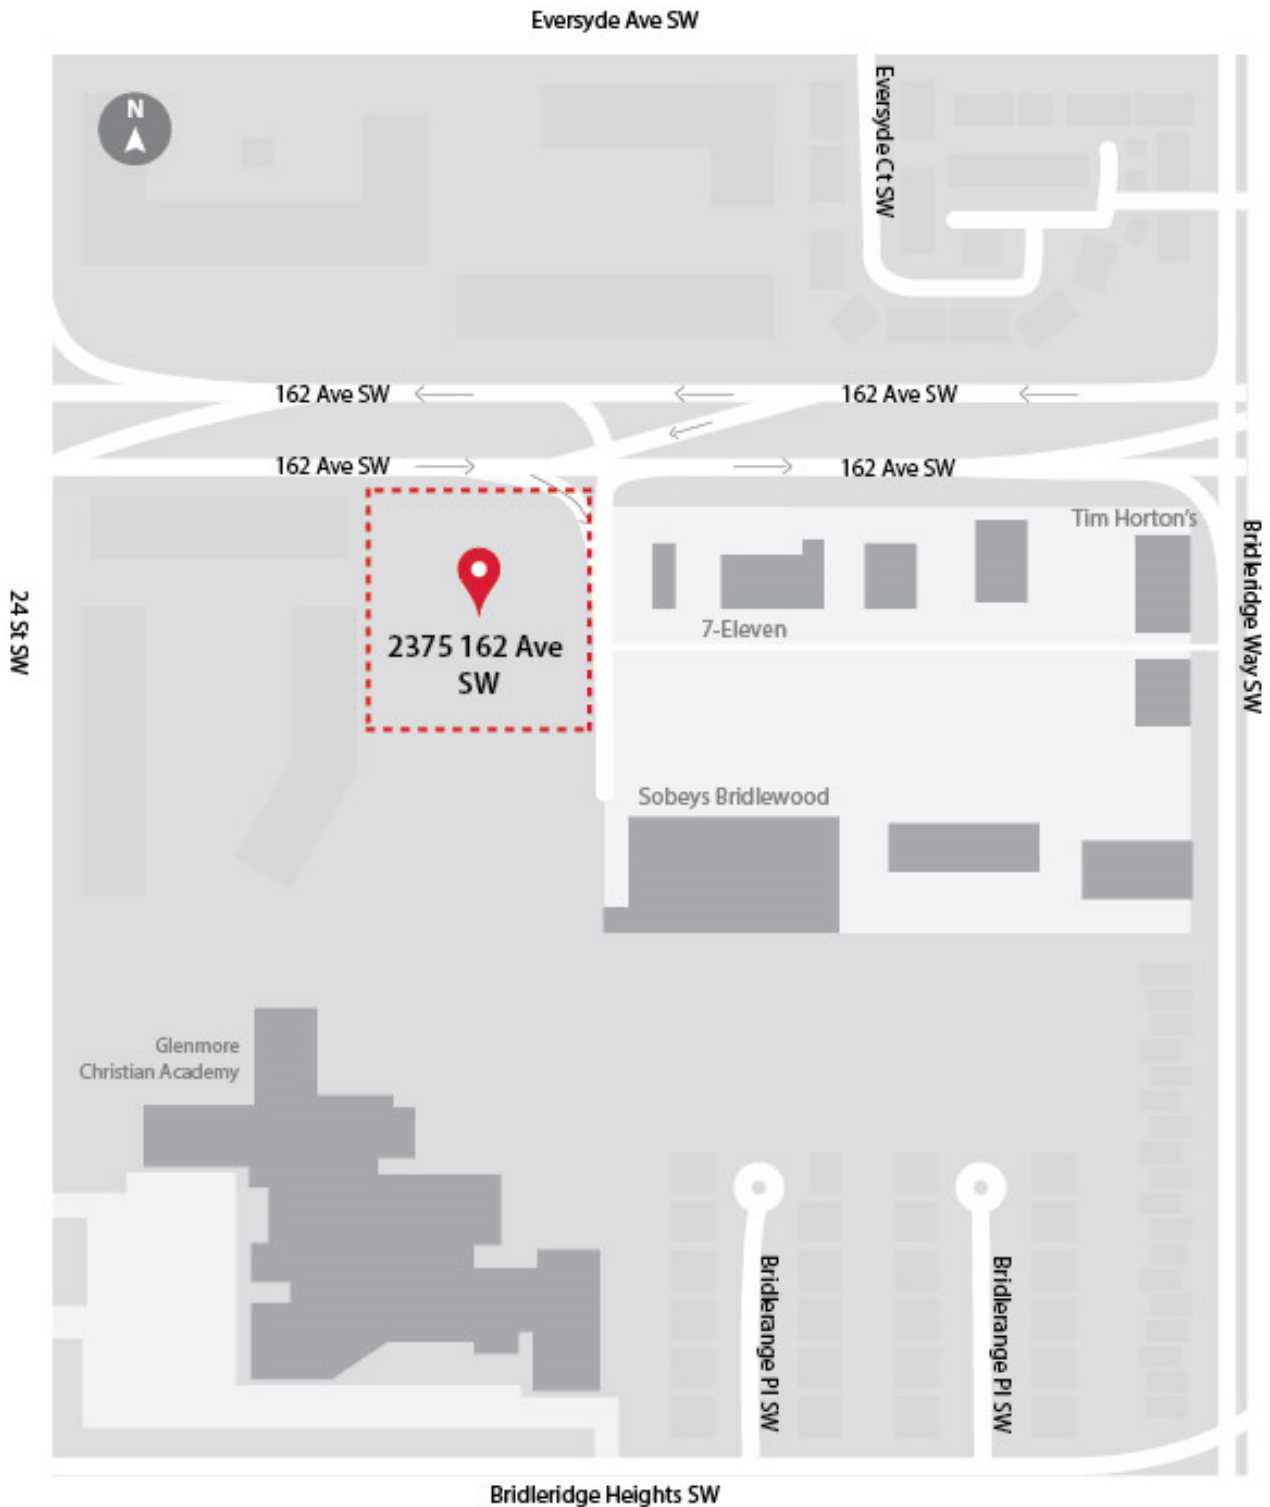 Eversyde Ave SW
N
Eversyde Ct SW
162 Ave SW
162 Ave SW
162 Ave SW
162 Ave SW
Tim Horton's
2375 162 Ave
SW
7-Eleven
24 St SW
Bridleridge Way SW
Sobeys Bridlewood
Glenmore
Christian Academy
Bridlerange Pl SW
Bridlerange Pl SW
Bridleridge Heights SW